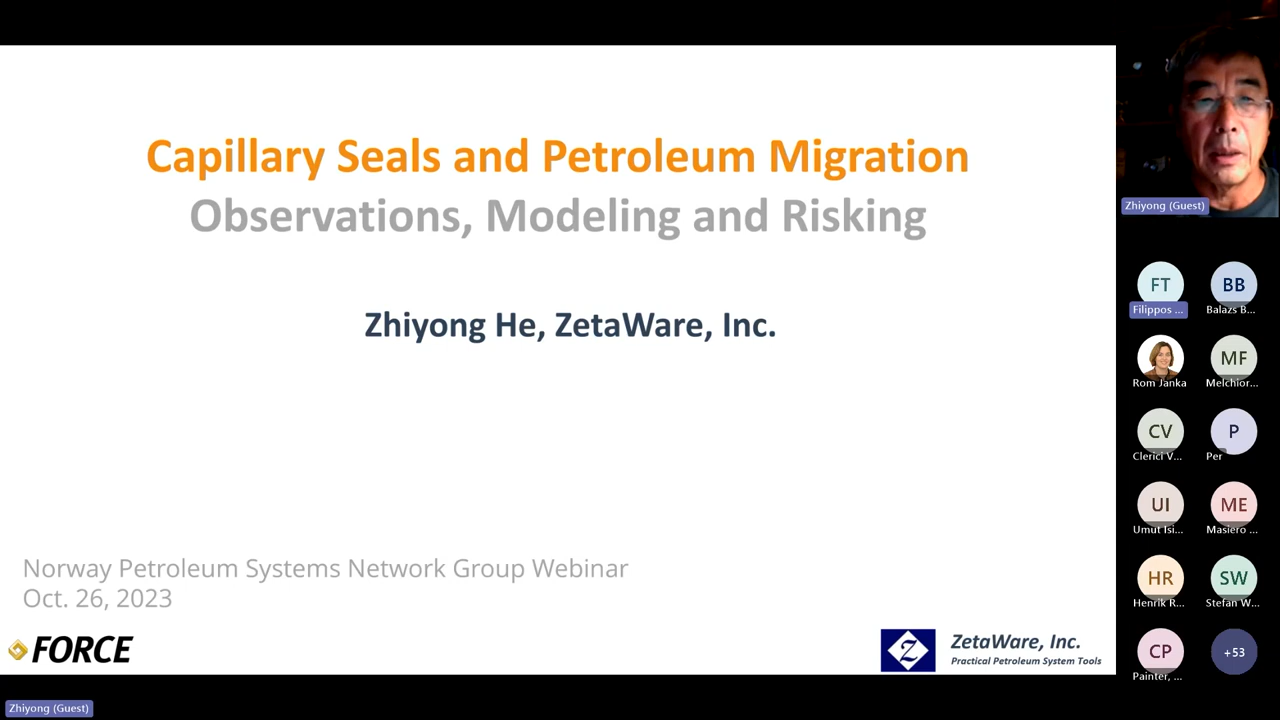 Capillary Seals and Petroleum Migration
Observations, Modeling and Risking
Zhiyong He, ZetaWare, Inc.
Norway Petroleum Systems Network Group Webinar
Oct. 26, 2023
FORCE
Z
ZetaWare, Inc.
Practical Petroleum System Tools
Zhiyong (Guest)
Zhiyong (Guest)
FT
BB
Filippos ...
Balazs B...
MF
Rom Janka
Melchior...
CV
P
Clerici V...
Per
UI
ME
Umut Isi...
Masiero ...
HR
SW
Henrik R...
Stefan W...
CP
+53
Painter, ...